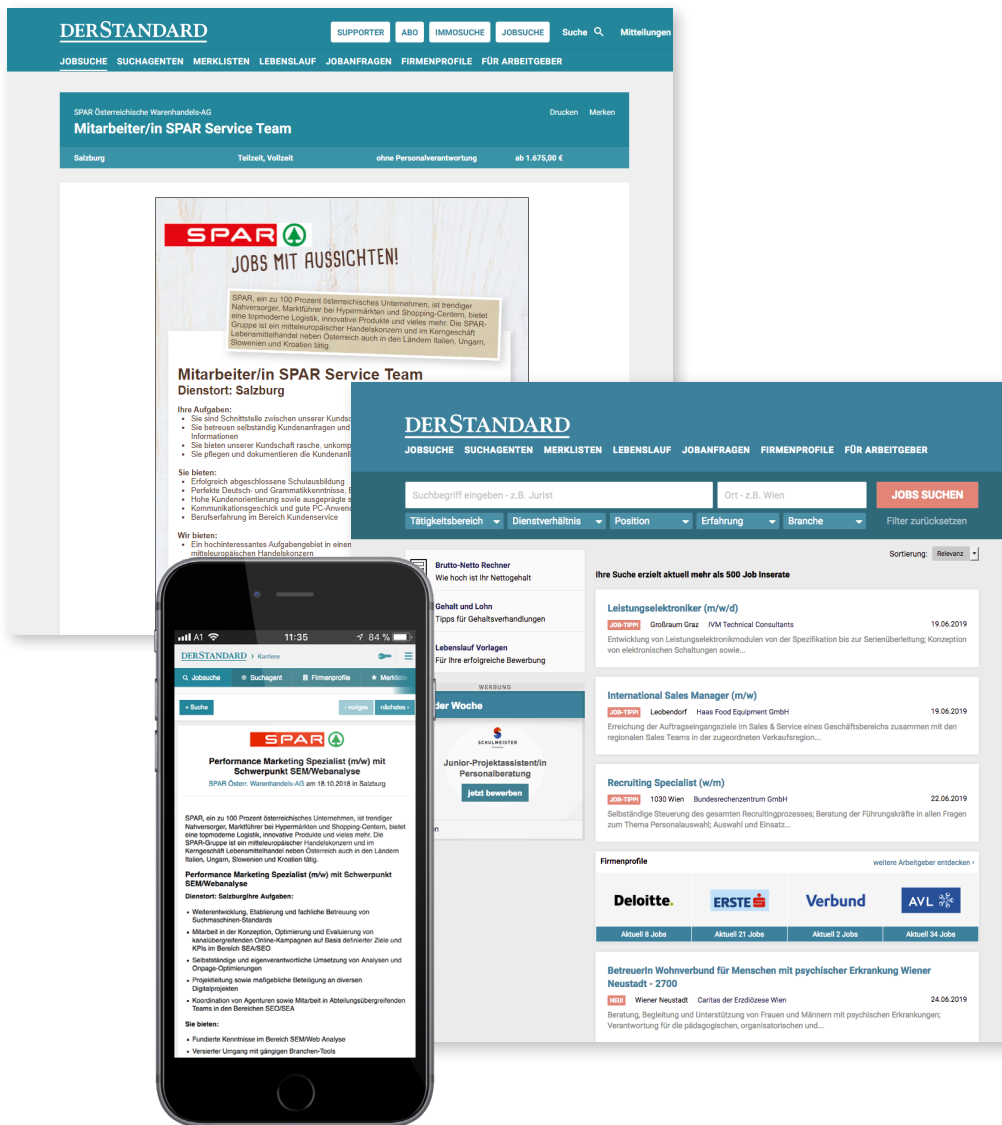 DERSTANDARD
SUPPORTER ABO IMMOSUCHE JOBSUCHE Suche Mitteilungen
JOBSUCHE SUCHAGENTEN MERKLISTEN LEBENSLAUF JOBANFRAGEN FIRMENPROFILE FÜR ARBEITGEBER
SPAR Österreichische Warenhandels-AG
Drucken Merken
Mitarbeiter/in SPAR Service Team
Salzburg Teilzeit, Vollzeit ohne Personalverantwortung ab 1.675,00 €
SPAR
JOBS MIT AUSSICHTEN!
SPAR, ein zu 100 Prozent österreichisches Unternehmen, ist trendiger
Nahversorger, Marktführer bei Hypermärkten und Shopping-Centern, bietet
eine topmoderne Logistik, innovative Produkte und vieles mehr. Die SPAR-
Gruppe ist ein mitteleuropäischer Handelskonzern und im Kerngeschäft
Lebensmittelhandel neben Österreich auch in den Ländern Italien, Ungarn,
Slowenien und Kroatien tätig.
Mitarbeiter/in SPAR Service Team
Dienstort: Salzburg
Ihre Aufgaben:
• Sie sind Schnittstelle zwischen unserer
• Sie betreuen selbständig Kundenanfragen und
Informationen
• Sie bieten unserer Kundschaft rasche,
• Sie pflegen und dokumentieren die
Sie bieten:
• Erfolgreich abgeschlossene Schulausbildung
• Perfekte Deutsch- und Grammatikkenntnisse,
• Hohe Kundenorientierung sowie ausgeprägte
• Kommunikationsgeschick und gute
• Berufserfahrung im Bereich Kundenservice
Wir bieten:
• Ein hochinteressantes Aufgabengebiet in einem
mitteleuropäischen Handelskonzern
DERSTANDARD
JOBSUCHE SUCHAGENTEN MERKLISTEN LEBENSLAUF JOBANFRAGEN FIRMENPROFILE FÜR ARBEITGEBER
Suchbegriff eingeben - z.B. Jurist Ort - z.B. Wien JOBS SUCHEN
Tätigkeitsbereich Dienstverhältnis Position Erfahrung Branche Filter zurücksetzen
Sortierung: Relevanz
Brutto-Netto Rechner
Wie hoch ist Ihr Nettogehalt
Gehalt und Lohn
Tipps für Gehaltsverhandlungen
Lebenslauf Vorlagen
Für Ihre erfolgreiche Bewerbung
WERBUNG
der Woche
SCHULMEISTER
Junior-Projektassistent/in
Personalberatung
jetzt bewerben
Ihre Suche erzielt aktuell mehr als 500 Job Inserate
Leistungselektroniker (m/w/d)
JOB-TIPP! Großraum Graz IVM Technical Consultants 19.06.2019
Entwicklung von Leistungselektronikmodulen von der Spezifikation bis zur Serienüberleitung; Konzeption
von elektronischen Schaltungen sowie...
International Sales Manager (m/w)
JOB-TIPP! Leobendorf Haas Food Equipment GmbH 19.06.2019
Erreichung der Auftragseingangsziele im Sales & Service eines Geschäftsbereichs zusammen mit den
regionalen Sales Teams in der zugeordneten Verkaufsregion...
Recruiting Specialist (w/m)
JOB-TIPP! 1030 Wien Bundesrechenzentrum GmbH 22.06.2019
Selbständige Steuerung des gesamten Recruitingprozesses; Beratung der Führungskräfte in allen Fragen
zum Thema Personalauswahl; Auswahl und Einsatz...
Firmenprofile weitere Arbeitgeber entdecken ›
Deloitte. ERSTE Verbund AVL
Aktuell 8 Jobs Aktuell 21 Jobs Aktuell 2 Jobs Aktuell 34 Jobs
BetreuerIn Wohnverbund für Menschen mit psychischer Erkrankung Wiener
Neustadt - 2700
NEU! Wiener Neustadt Caritas der Erzdiözese Wien 24.06.2019
Beratung, Begleitung und Unterstützung von Frauen und Männern mit psychischen Erkrankungen;
Verantwortung für die pädagogischen, organisatorischen und...
A1 11:35 84 %
DERSTANDARD › Karriere
Jobsuche Suchagent Firmenprofile Merkliste
‹ Suche ‹ voriges nächstes ›
SPAR
Performance Marketing Spezialist (m/w) mit
Schwerpunkt SEM/Webanalyse
SPAR Österr. Warenhandels-AG am 18.10.2018 in Salzburg
SPAR, ein zu 100 Prozent österreichisches Unternehmen, ist trendiger
Nahversorger, Marktführer bei Hypermärkten und Shopping-Centern, bietet
eine topmoderne Logistik, innovative Produkte und vieles mehr. Die
SPAR-Gruppe ist ein mitteleuropäischer Handelskonzern und im
Kerngeschäft Lebensmittelhandel neben Österreich auch in den Ländern
Italien, Ungarn, Slowenien und Kroatien tätig.
Performance Marketing Spezialist (m/w) mit Schwerpunkt
SEM/Webanalyse
Dienstort: SalzburgIhre Aufgaben:
• Weiterentwicklung, Etablierung und fachliche Betreuung von
Suchmaschinen-Standards
• Mitarbeit in der Konzeption, Optimierung und Evaluierung von
kanalübergreifenden Online-Kampagnen auf Basis definierter Ziele und
KPIs im Bereich SEA/SEO
• Selbstständige und eigenverantwortliche Umsetzung von Analysen und
Onpage-Optimierungen
• Projektleitung sowie maßgebliche Beteiligung an diversen
Digitalprojekten
• Koordination von Agenturen sowie Mitarbeit in Abteilungsübergreifenden
Teams in den Bereichen SEO/SEA
Sie bieten:
• Fundierte Kenntnisse im Bereich SEM/Web Analyse
• Versierter Umgang mit gängigen Branchen-Tools